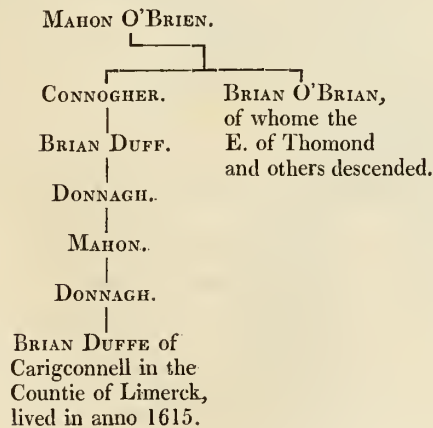 MAHON O'BRIEN.
CONNOGHER.
BRIAN O'BRIAN,
of whome the
E. of Thomond
and others descended.
BRIAN DUFF.
DONNAGH.
MAHON.
DONNAGH.
BRIAN DUFFE of
Carigconnell in the
Countie of Limerck,
lived in anno 1615.